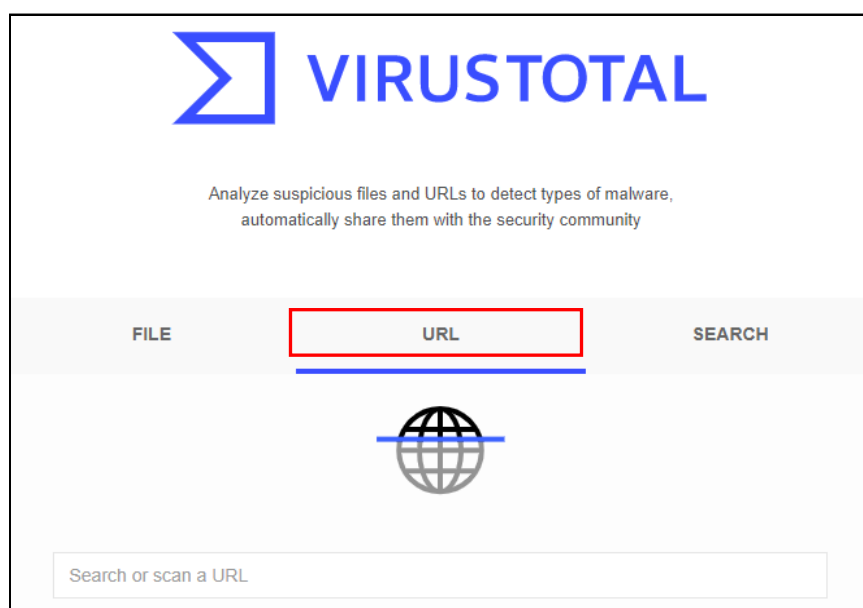 VIRUSTOTAL
Analyze suspicious files and URLs to detect types of malware,
automatically share them with the security community
FILE URL SEARCH
Search or scan a URL